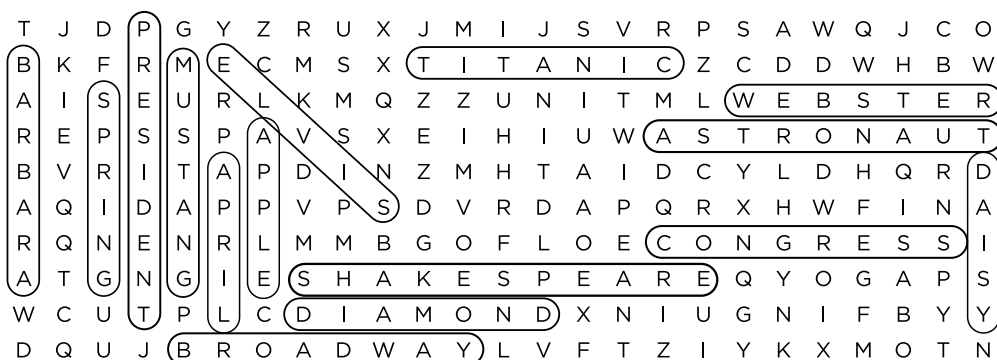 T J D P G Y Z R U X J M I J S V R P S A W Q J C O
B K F R M E C M S X T I T A N I C Z C D D W H B W
A I S E U R L K M Q Z Z U N I T M L W E B S T E R
R E P S S P A V S X E I H I U W A S T R O N A U T
B V R I T A P D I N Z M H T A I D C Y L D H Q R D
A Q I D A P P V P S D V R D A P Q R X H W F I N A
R Q N E N R L M M B G O F L O E C O N G R E S S I
A T G N G I E S H A K E S P E A R E Q Y O G A P S
W C U T P L C D I A M O N D X N I U G N I F B Y Y
D Q U J B R O A D W A Y L V F T Z I Y K X M O T N